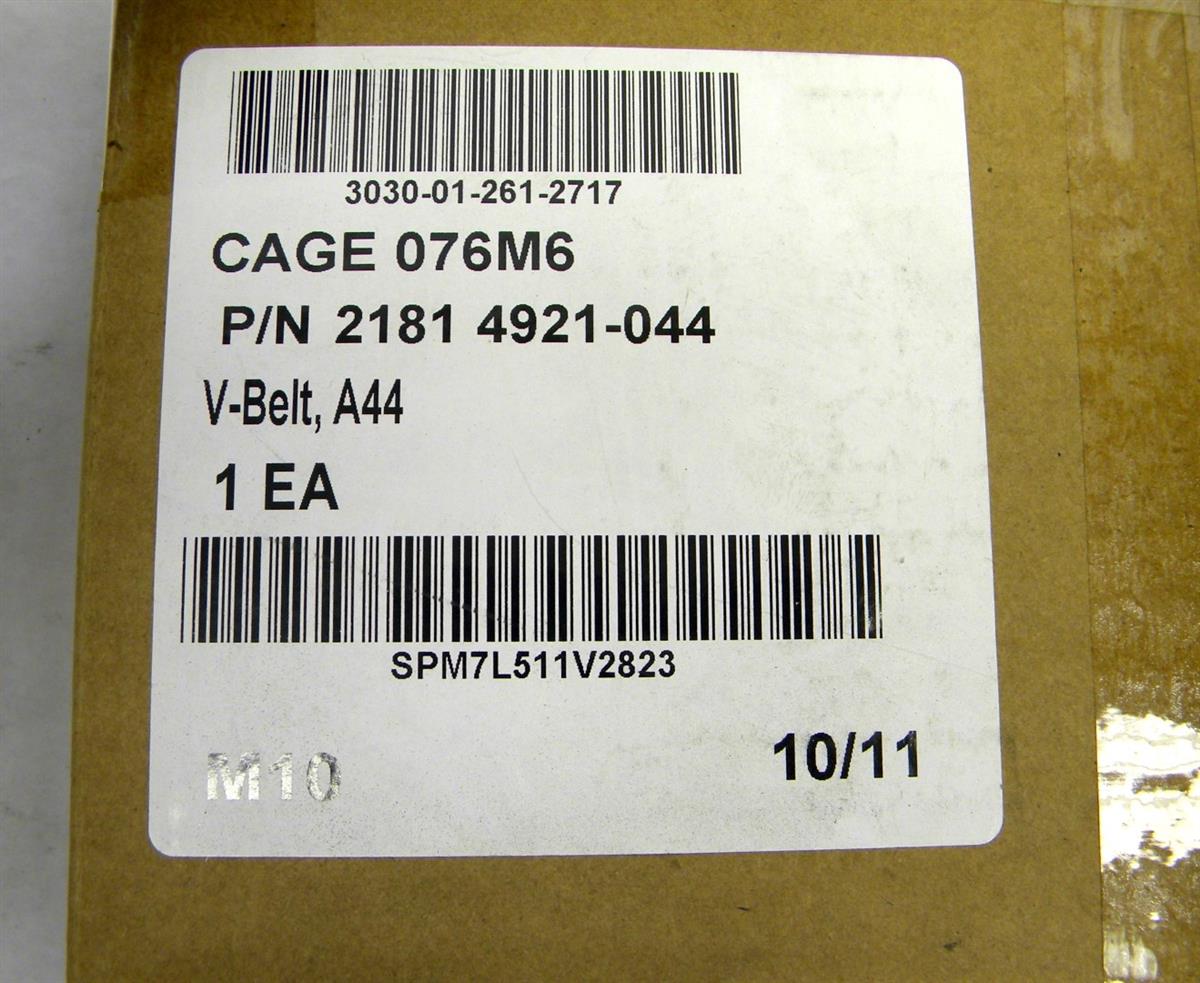 3030-01-261-2717
CAGE 076M6
P/N 2181 4921-044
V-Belt, A44
1 EA
SPM7L511V2823
M10
10/11